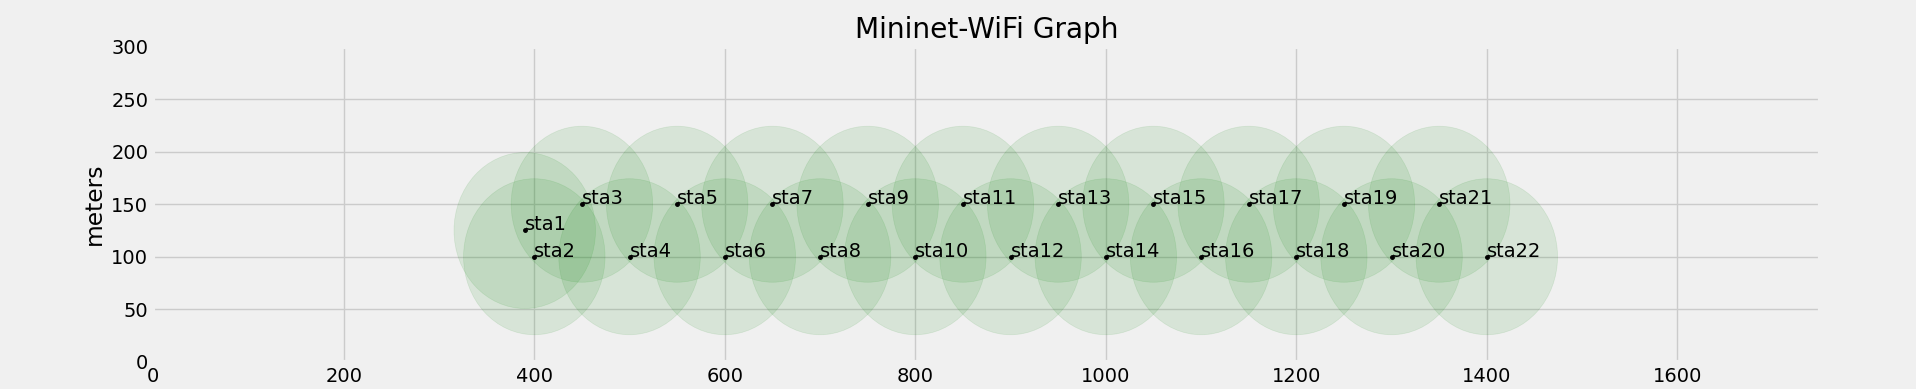 Mininet-WiFi Graph
300
250
200
150
100
50
0
meters
sta3 sta5 sta7 sta9 sta11 sta13 sta15 sta17 sta19 sta21
sta1
sta2 sta4 sta6 sta8 sta10 sta12 sta14 sta16 sta18 sta20 sta22
0 200 400 600 800 1000 1200 1400 1600